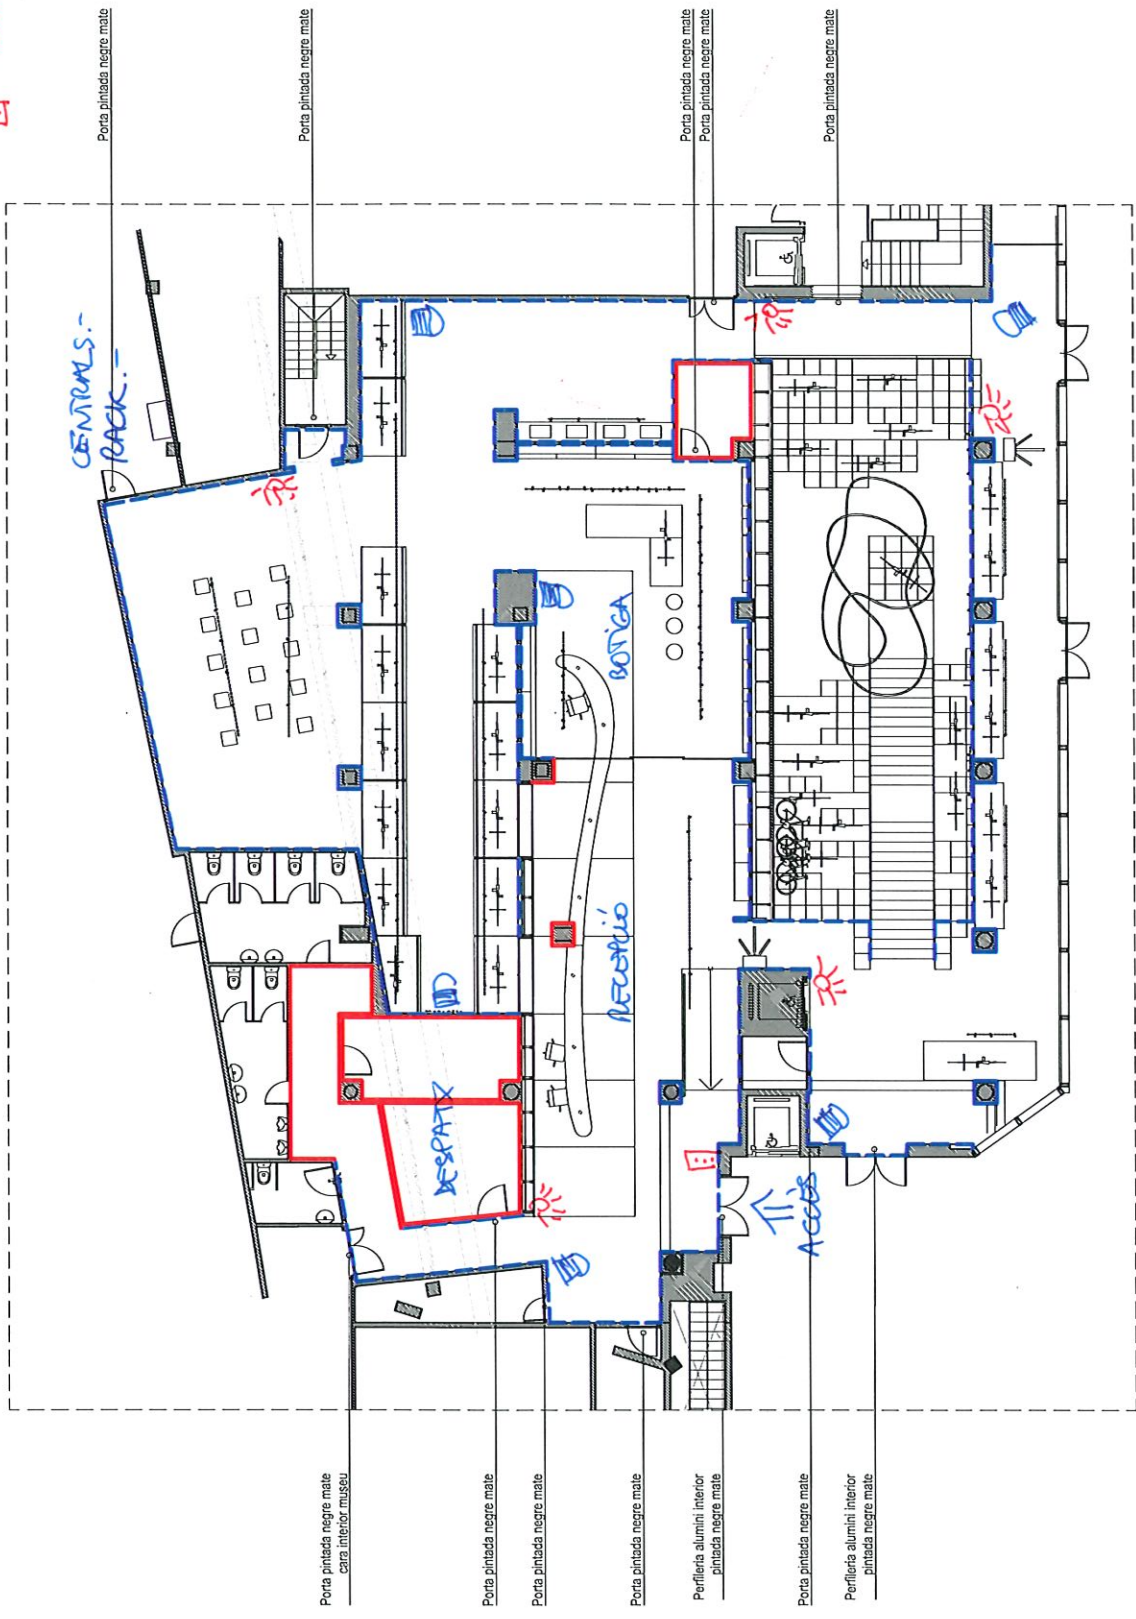 Porta pintada negre mate
Porta pintada negre mate
Porta pintada negre mate
Porta pintada negre mate
Porta pintada negre mate
CENTRALS.-
RACK.-
BOTIGA
RECEPCIÓ
DESPATX
ACCÉS
Porta pintada negre mate
cara interior museu
Porta pintada negre mate
Porta pintada negre mate
Porta pintada negre mate
Perfileria alumini interior
pintada negre mate
Porta pintada negre mate
Perfileria alumini interior
pintada negre mate